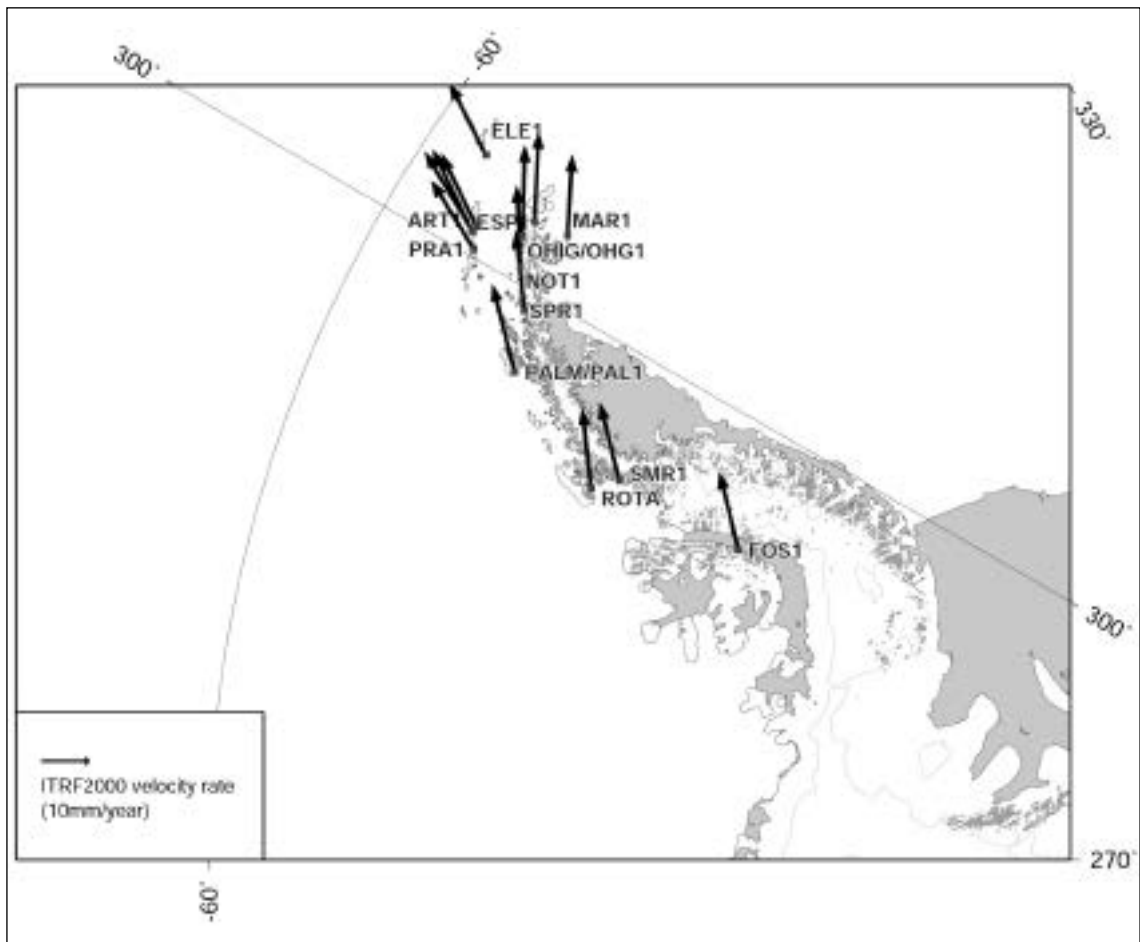 300°
-60°
330°
ELE1
ART1
ESP
MAR1
PRA1
OHIG/OHG1
NOT1
SPR1
PALM/PAL1
SMR1
ROTA
FOS1
300°
ITRF2000 velocity rate
(10mm/year)
270°
-60°